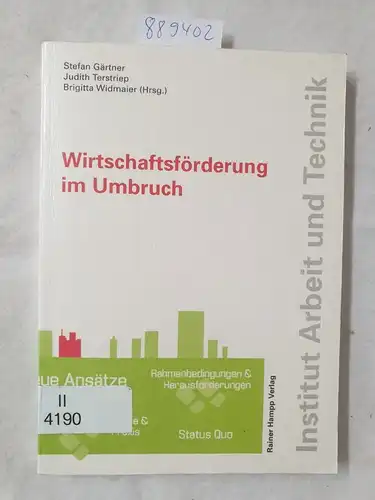 889402
Stefan Gärtner
Judith Terstriep
Brigitta Widmaier (Hrsg.)
Wirtschaftsförderung
im Umbruch
Institut Arbeit und Technik
Rainer Hampp Verlag
Ansätze
Rahmenbedingungen &
Herausforderungen
&
Status Quo
II
4190